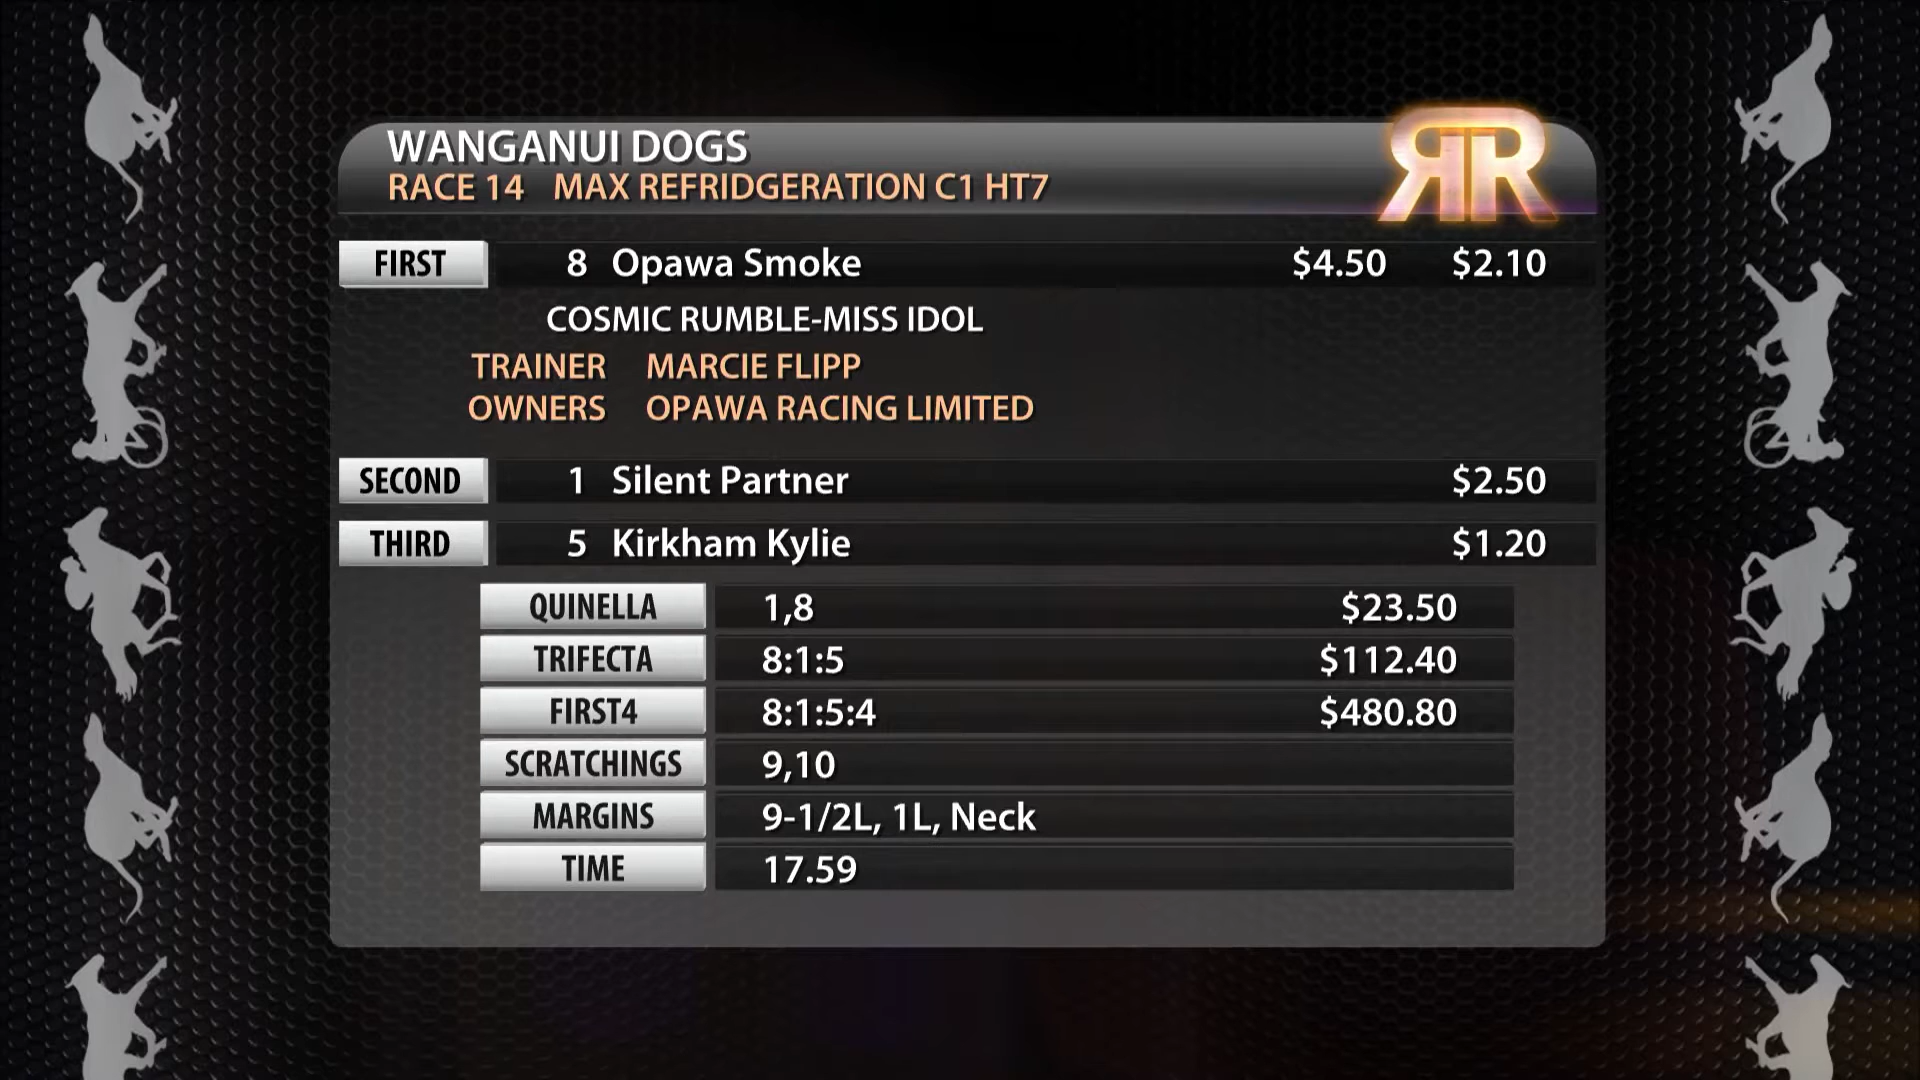 WANGANUI DOGS
RACE 14 MAX REFRIDGERATION C1 HT7
RR
FIRST 8 Opawa Smoke $4.50 $2.10
COSMIC RUMBLE-MISS IDOL
TRAINER MARCIE FLIPP
OWNERS OPAWA RACING LIMITED
SECOND 1 Silent Partner $2.50
THIRD 5 Kirkham Kylie $1.20
QUINELLA 1,8 $23.50
TRIFECTA 8:1:5 $112.40
FIRST4 8:1:5:4 $480.80
SCRATCHINGS 9,10
MARGINS 9-1/2L, 1L, Neck
TIME 17.59